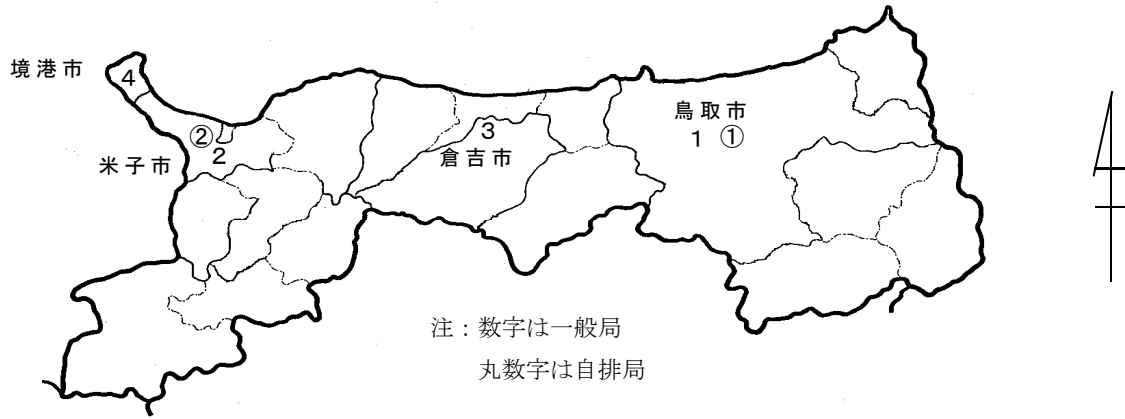 境港市
4
鳥取市
1 ①
②
2
3
米子市
倉吉市
注：数字は一般局
丸数字は自排局